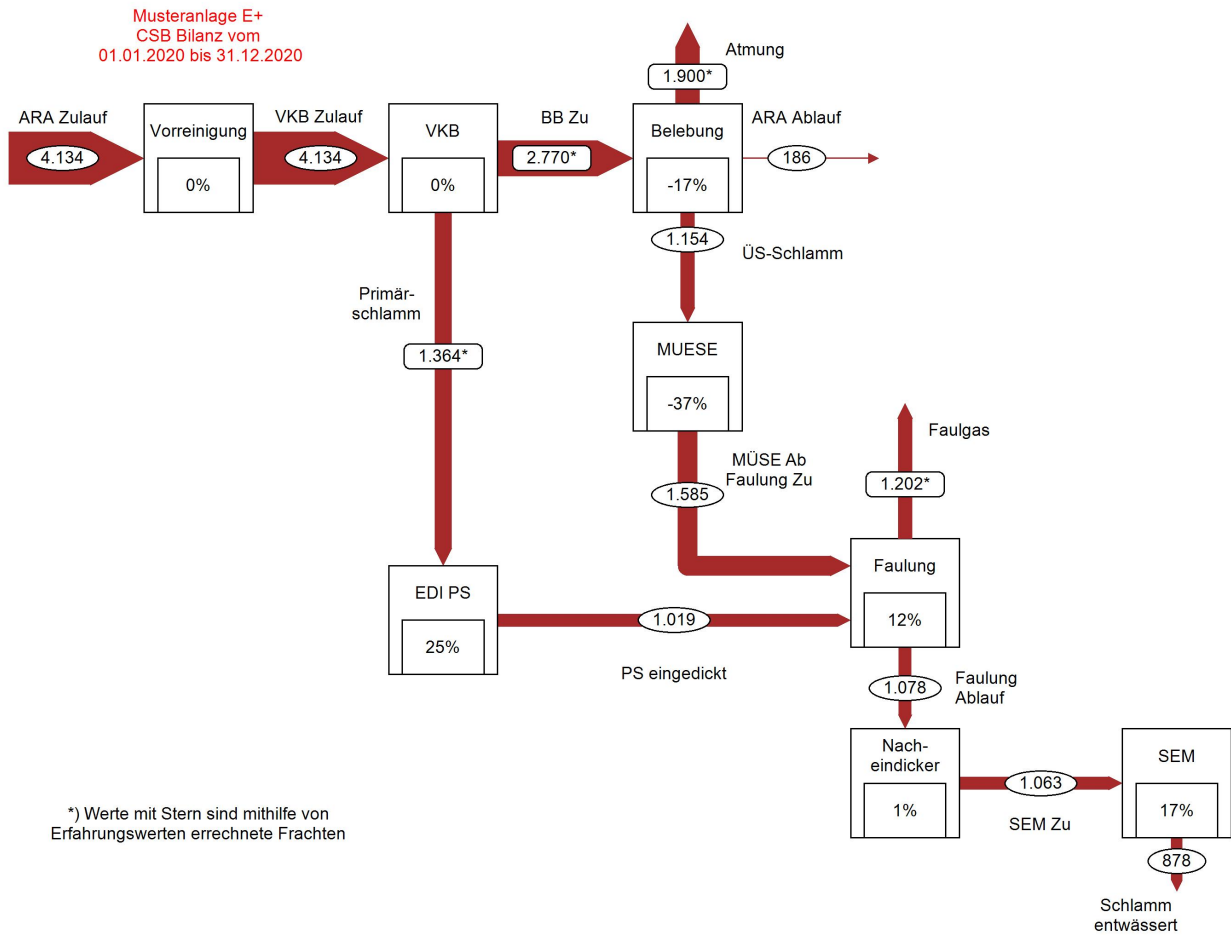 Musteranlage E+
CSB Bilanz vom
01.01.2020 bis 31.12.2020
Atmung
1.900*
ARA Zulauf
4.134
Vorreinigung
0%
VKB Zulauf
4.134
VKB
0%
BB Zu
2.770*
Belebung
-17%
ARA Ablauf
186
1.154
ÜS-Schlamm
Primär-
schlamm
1.364*
MUESE
-37%
MÜSE Ab
Faulung Zu
1.585
Faulgas
1.202*
EDI PS
25%
1.019
PS eingedickt
Faulung
12%
1.078
Faulung
Ablauf
Nach-
eindicker
1%
1.063
SEM Zu
SEM
17%
878
Schlamm
entwässert
*) Werte mit Stern sind mithilfe von
Erfahrungswerten errechnete Frachten